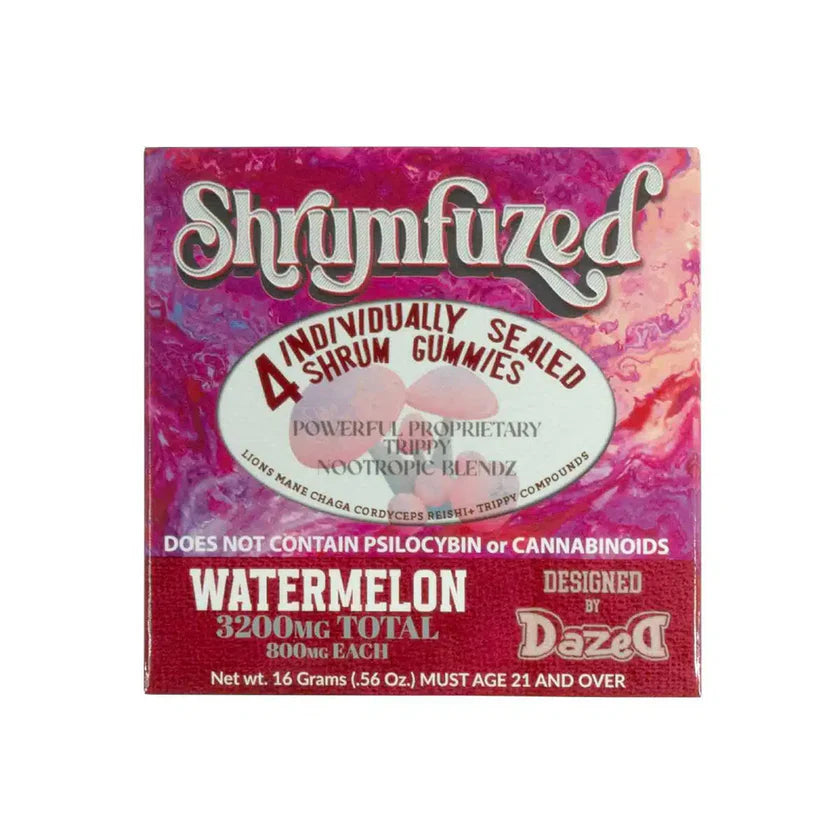 Shrumfuzed
4 INDIVIDUALLY SEALED
SHRUM GUMMIES
POWERFUL PROPRIETARY
TRIPPY
NOOTROPIC BLENDZ
LIONS MANE CHAGA CORDYCEPS REISHI+ TRIPPY COMPOUNDS
DOES NOT CONTAIN PSILOCYBIN or CANNABINOIDS
WATERMELON
3200MG TOTAL
800MG EACH
DESIGNED
BY
DazeD
Net wt. 16 Grams (.56 Oz.) MUST AGE 21 AND OVER